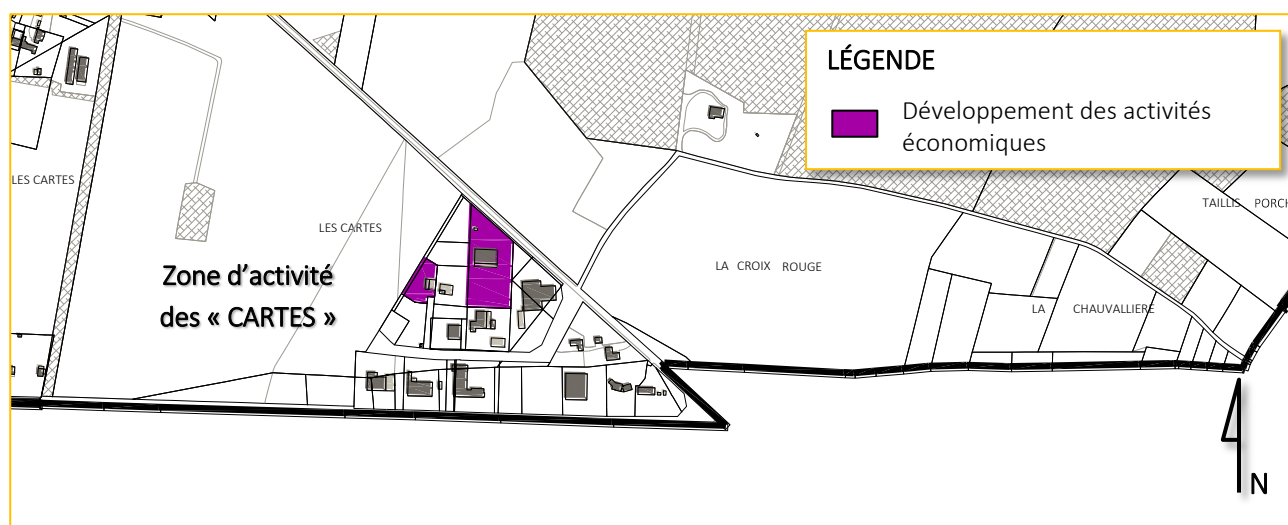 LÉGENDE
Développement des activités
économiques
LES CARTES
TAILLIS PORCH
LES CARTES
LA CROIX ROUGE
Zone d’activité
des « CARTES »
LA CHAUVALLIERE
N